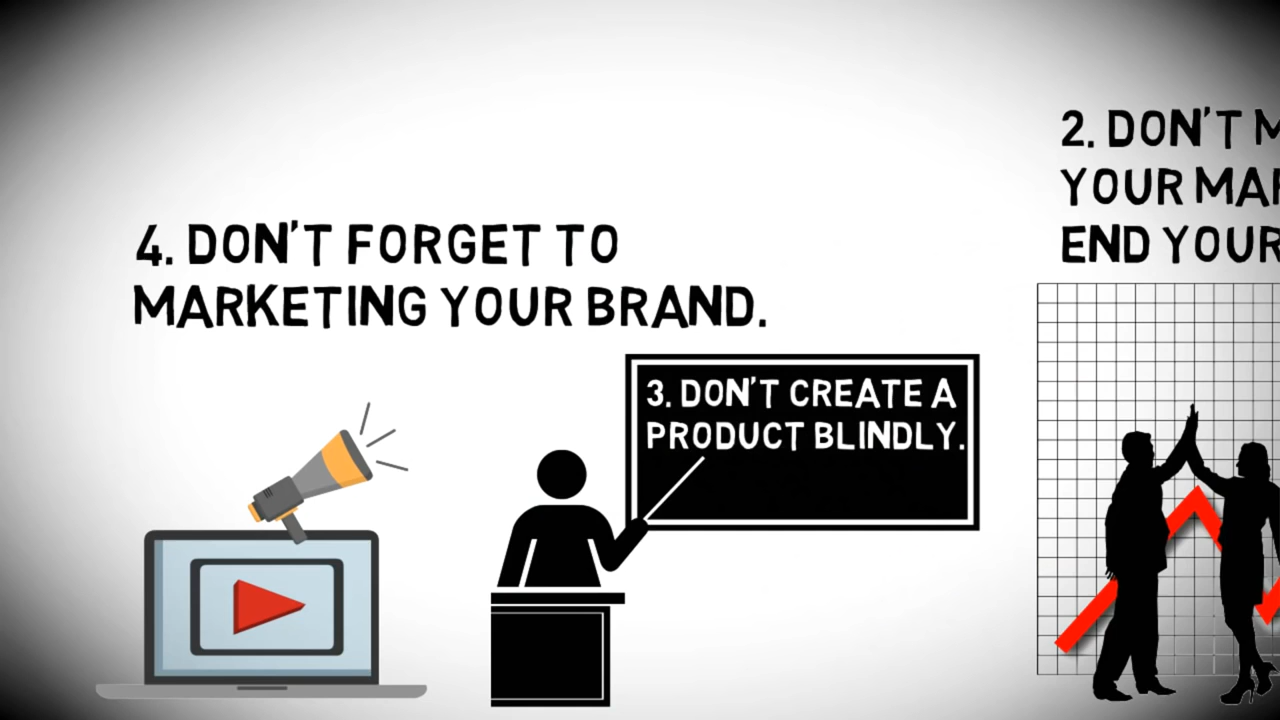 4. DON'T FORGET TO
MARKETING YOUR BRAND.
3. DON'T CREATE A
PRODUCT BLINDLY.
2. DON'T
YOUR
END YOUR